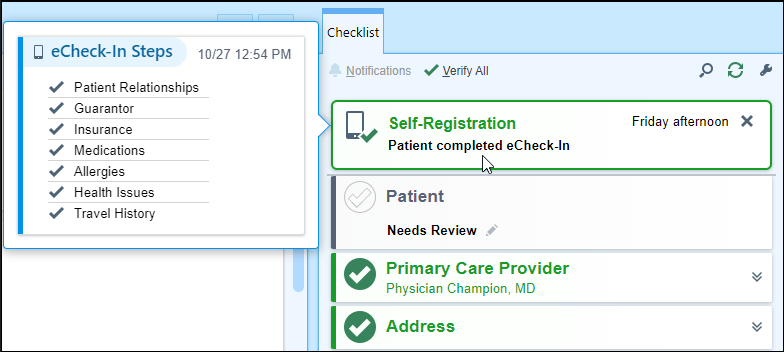 eCheck-In Steps 10/27 12:54 PM
Patient Relationships
Guarantor
Insurance
Medications
Allergies
Health Issues
Travel History
Checklist
Notifications Verify All
Self-Registration Friday afternoon
Patient completed eCheck-In
Patient
Needs Review
Primary Care Provider
Physician Champion, MD
Address